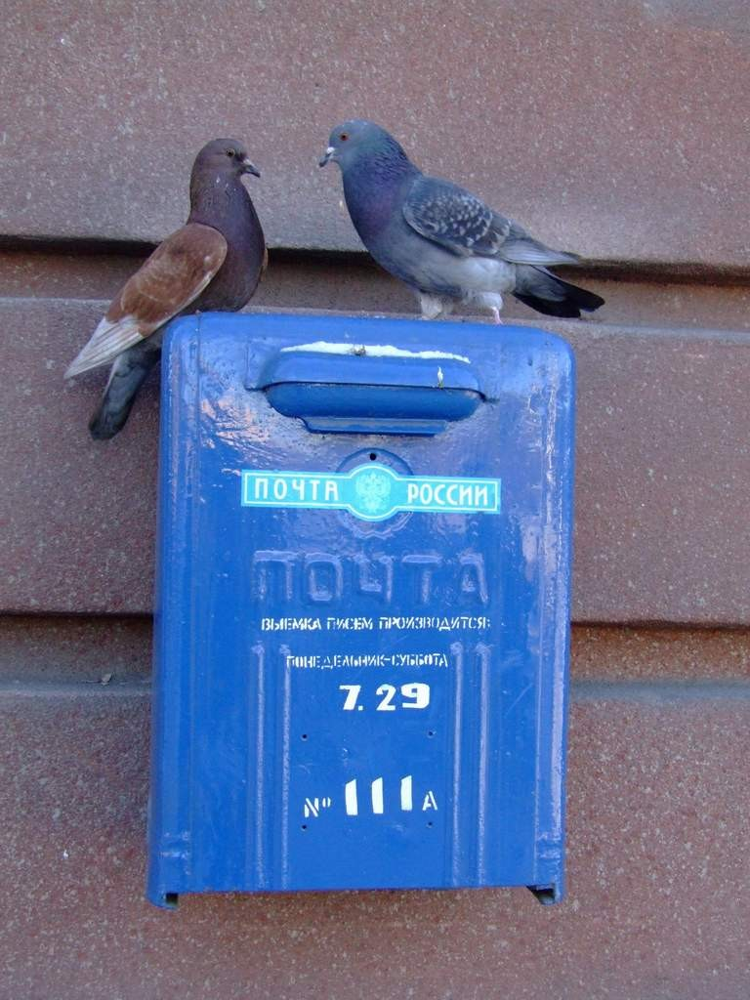 ПОЧТА РОССИИ
ПОЧТА
ВЫЕМКА ПИСЕМ ПРОИЗВОДИТСЯ:
ПОНЕДЕЛЬНИК-СУББОТА
7.29
№ 111А